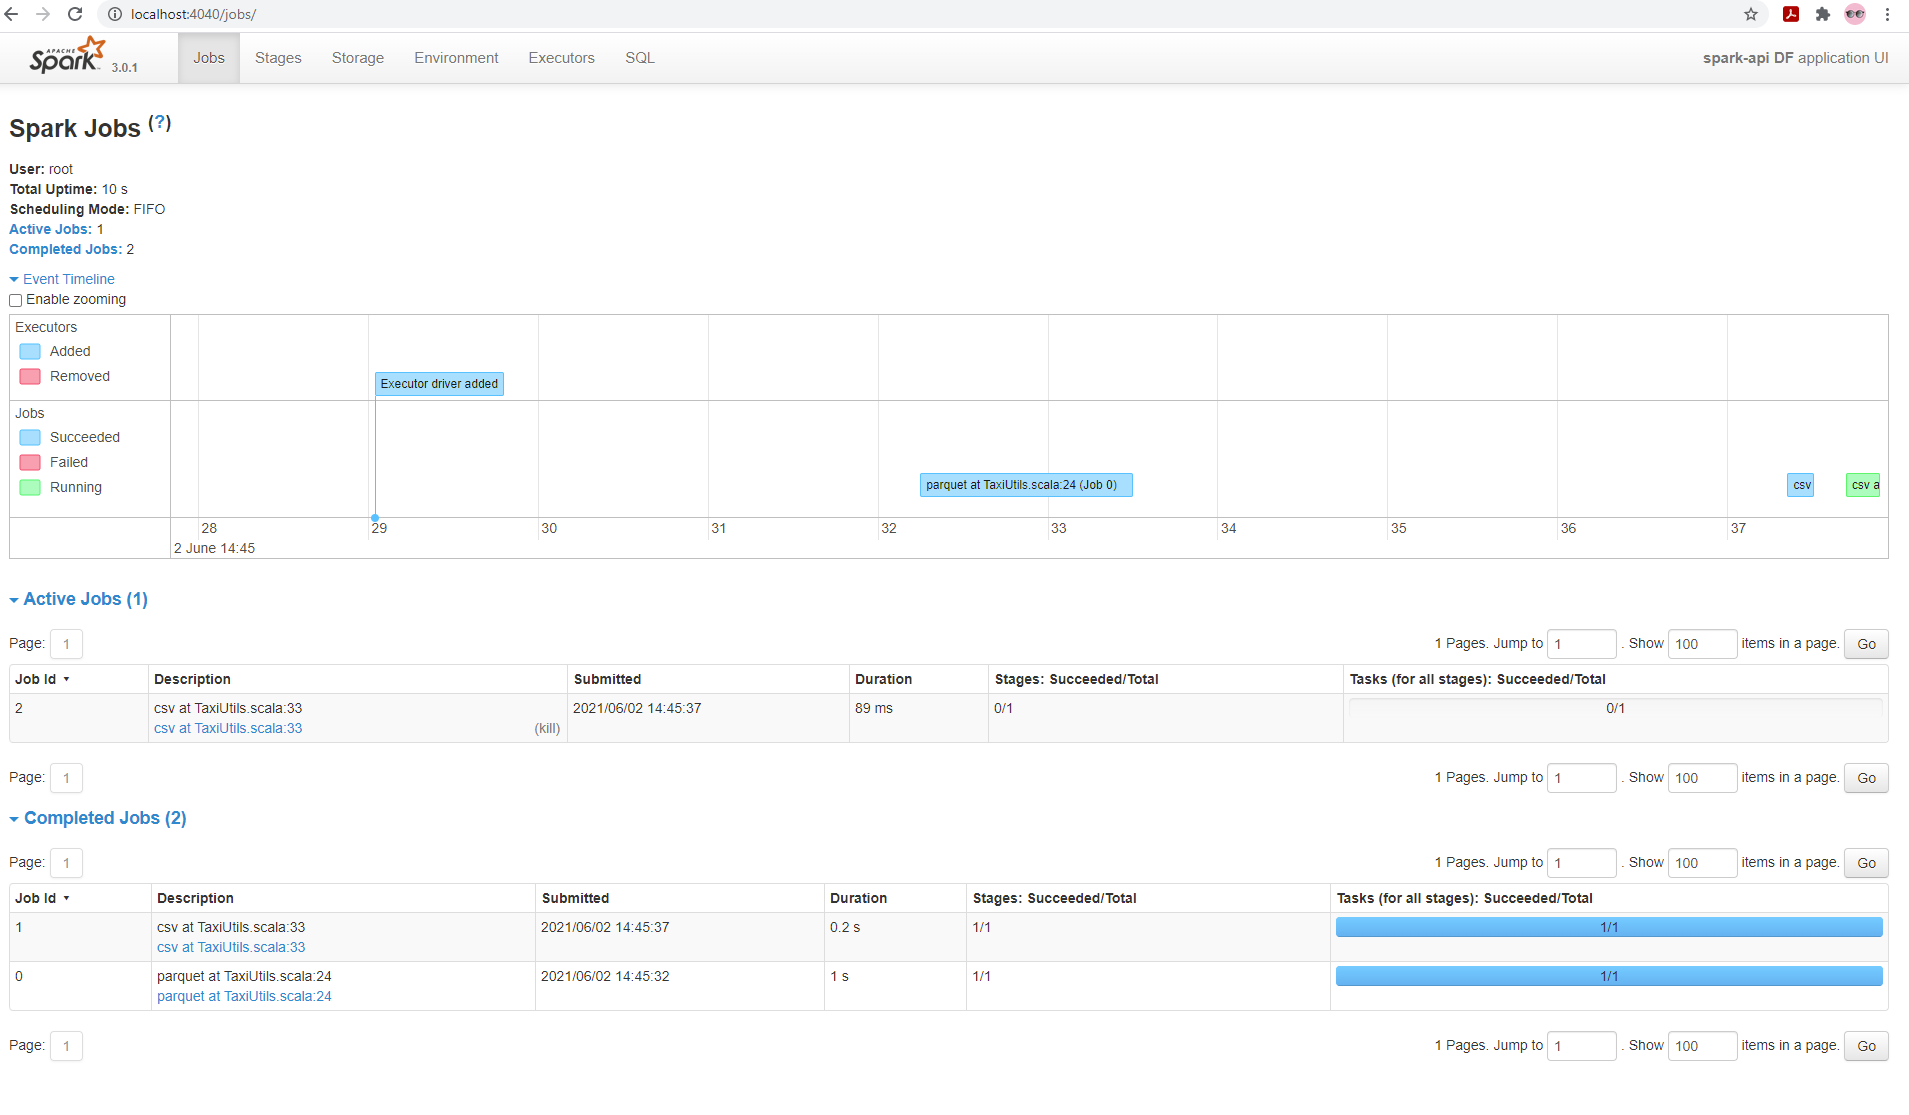 localhost:4040/jobs/
APACHE Spark 3.0.1 Jobs Stages Storage Environment Executors SQL spark-api DF application UI
Spark Jobs (?)
User: root
Total Uptime: 10 s
Scheduling Mode: FIFO
Active Jobs: 1
Completed Jobs: 2
Event Timeline
Enable zooming
Executors
Added
Removed
Executor driver added
Jobs
Succeeded
Failed
Running
parquet at TaxiUtils.scala:24 (Job 0) csv csv a
28 29 30 31 32 33 34 35 36 37
2 June 14:45
Active Jobs (1)
Page: 1 1 Pages. Jump to 1 . Show 100 items in a page. Go
Job Id Description Submitted Duration Stages: Succeeded/Total Tasks (for all stages): Succeeded/Total
2 csv at TaxiUtils.scala:33 2021/06/02 14:45:37 89 ms 0/1 0/1
csv at TaxiUtils.scala:33 (kill)
Page: 1 1 Pages. Jump to 1 . Show 100 items in a page. Go
Completed Jobs (2)
Page: 1 1 Pages. Jump to 1 . Show 100 items in a page. Go
Job Id Description Submitted Duration Stages: Succeeded/Total Tasks (for all stages): Succeeded/Total
1 csv at TaxiUtils.scala:33 2021/06/02 14:45:37 0.2 s 1/1 1/1
csv at TaxiUtils.scala:33
0 parquet at TaxiUtils.scala:24 2021/06/02 14:45:32 1 s 1/1 1/1
parquet at TaxiUtils.scala:24
Page: 1 1 Pages. Jump to 1 . Show 100 items in a page. Go